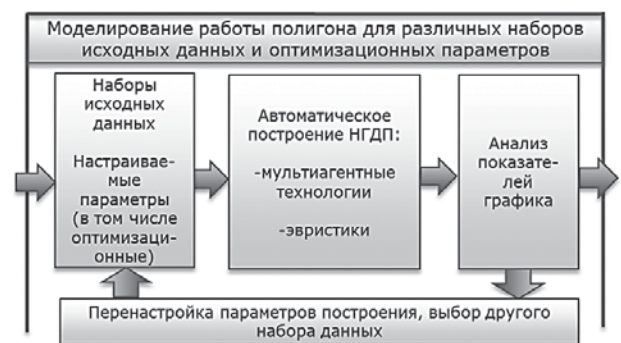 Моделирование работы полигона для различных наборов
исходных данных и оптимизационных параметров
Наборы
исходных
данных
Настраивае-
мые
параметры
(в том числе
оптимизаци-
онные)
Автоматическое
построение НГДП:
-мультиагентные
технологии
-эвристики
Анализ
показате-
лей
графика
Перенастройка параметров построения, выбор другого
набора данных